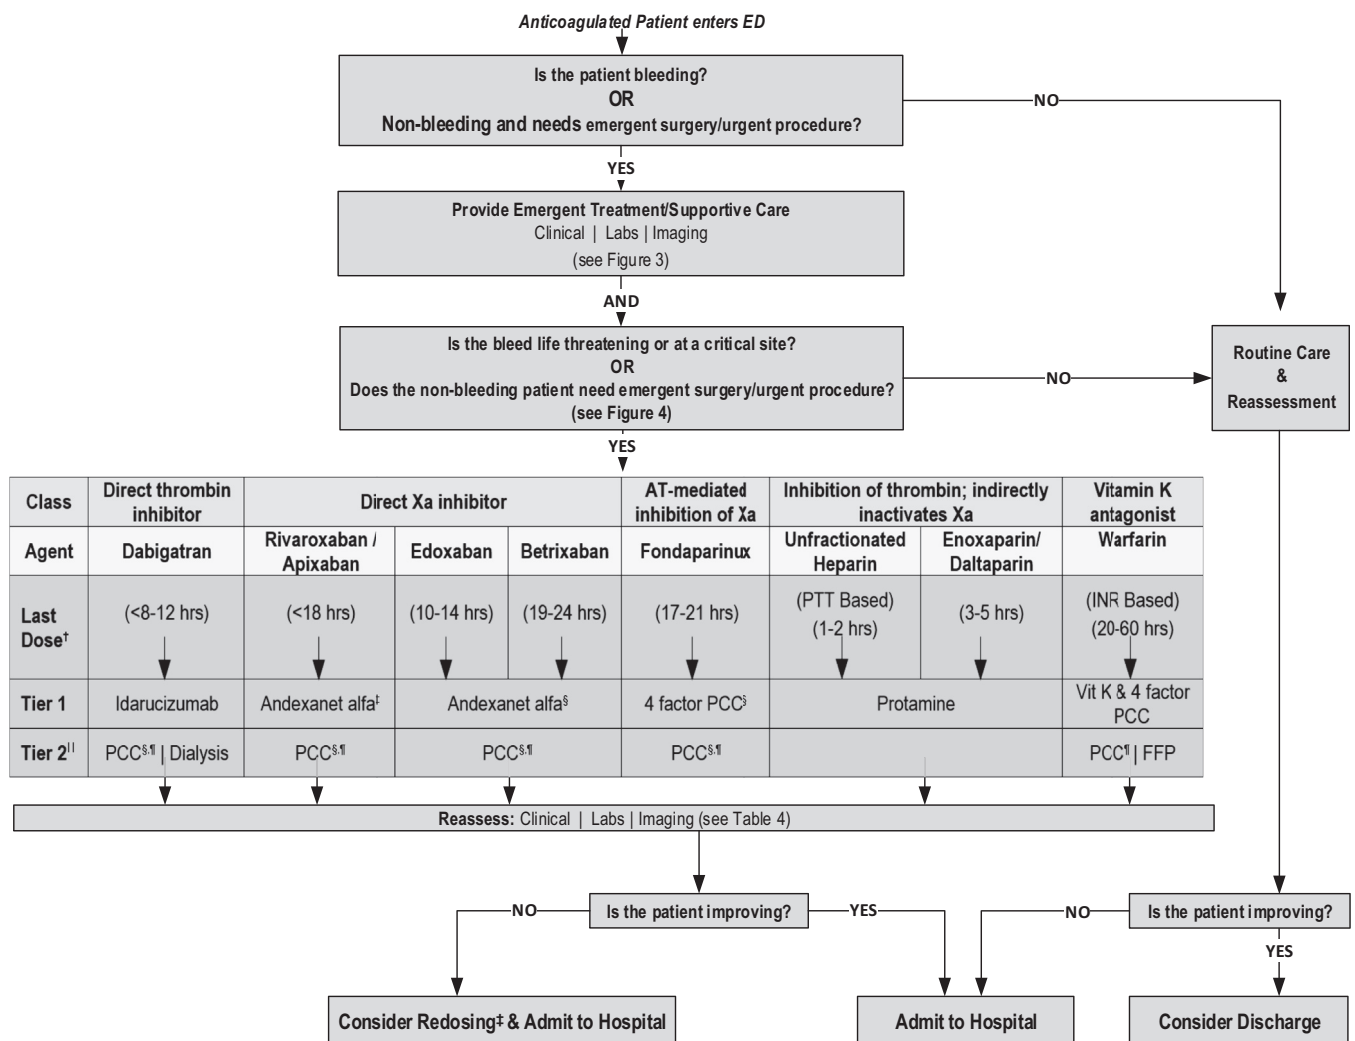 Anticoagulated Patient enters ED
Is the patient bleeding?
OR
Non-bleeding and needs emergent surgery/urgent procedure?
NO
YES
Provide Emergent Treatment/Supportive Care
Clinical | Labs | Imaging
(see Figure 3)
AND
Is the bleed life threatening or at a critical site?
OR
Does the non-bleeding patient need emergent surgery/urgent procedure?
(see Figure 4)
NO
Routine Care
&
Reassessment
YES
Class
Direct thrombin
inhibitor
Direct Xa inhibitor
AT-mediated
inhibition of Xa
Inhibition of thrombin; indirectly
inactivates Xa
Vitamin K
antagonist
Agent
Dabigatran
Rivaroxaban /
Apixaban
Edoxaban
Betrixaban
Fondaparinux
Unfractionated
Heparin
Enoxaparin/
Daltaparin
Warfarin
Last
Dose†
(<8-12 hrs)
(<18 hrs)
(10-14 hrs)
(19-24 hrs)
(17-21 hrs)
(PTT Based)
(1-2 hrs)
(3-5 hrs)
(INR Based)
(20-60 hrs)
Tier 1
Idarucizumab
Andexanet alfa‡
Andexanet alfa§
4 factor PCC§
Protamine
Vit K & 4 factor
PCC
Tier 2||
PCC§,¶ | Dialysis
PCC§,¶
PCC§,¶
PCC§,¶
PCC¶ | FFP
Reassess: Clinical | Labs | Imaging (see Table 4)
Is the patient improving?
NO
YES
Is the patient improving?
NO
YES
Consider Redosing‡ & Admit to Hospital
Admit to Hospital
Consider Discharge